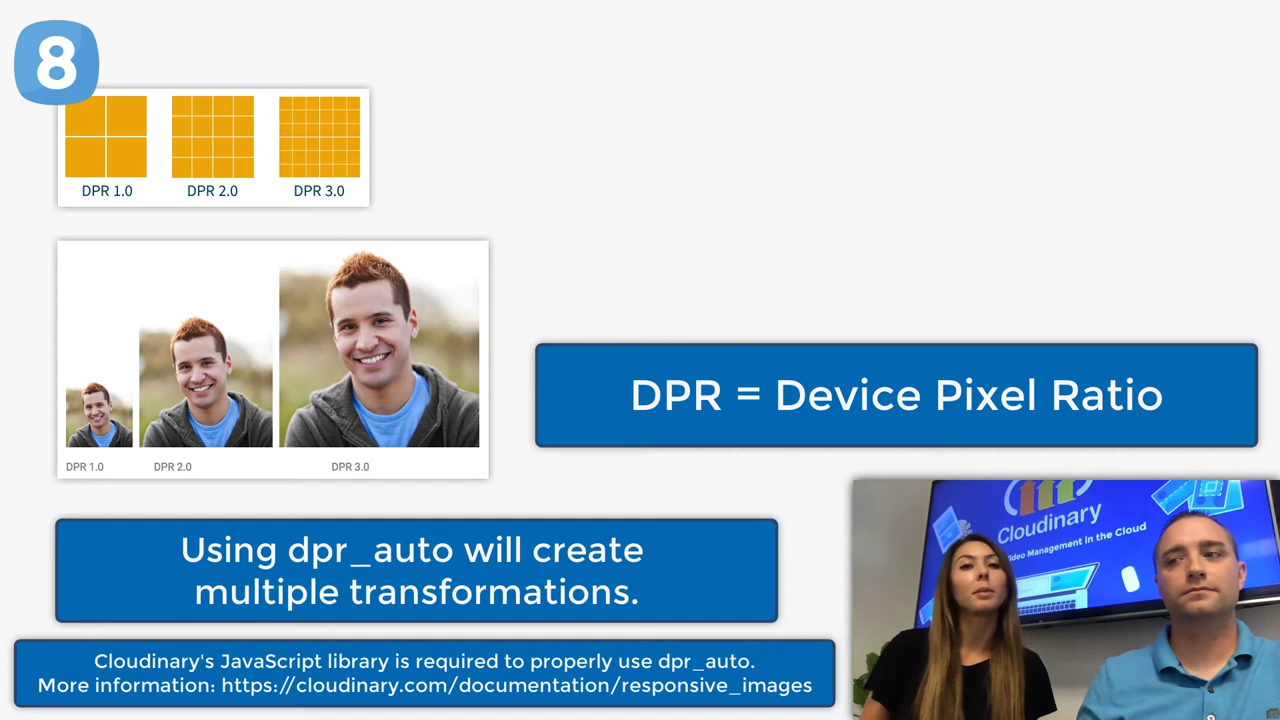 8
DPR 1.0 DPR 2.0 DPR 3.0
DPR 1.0 DPR 2.0 DPR 3.0
DPR = Device Pixel Ratio
Using dpr_auto will create
multiple transformations.
Cloudinary's JavaScript library is required to properly use dpr_auto.
More information: https://cloudinary.com/documentation/responsive_images
Cloudinary
Video Management in the Cloud